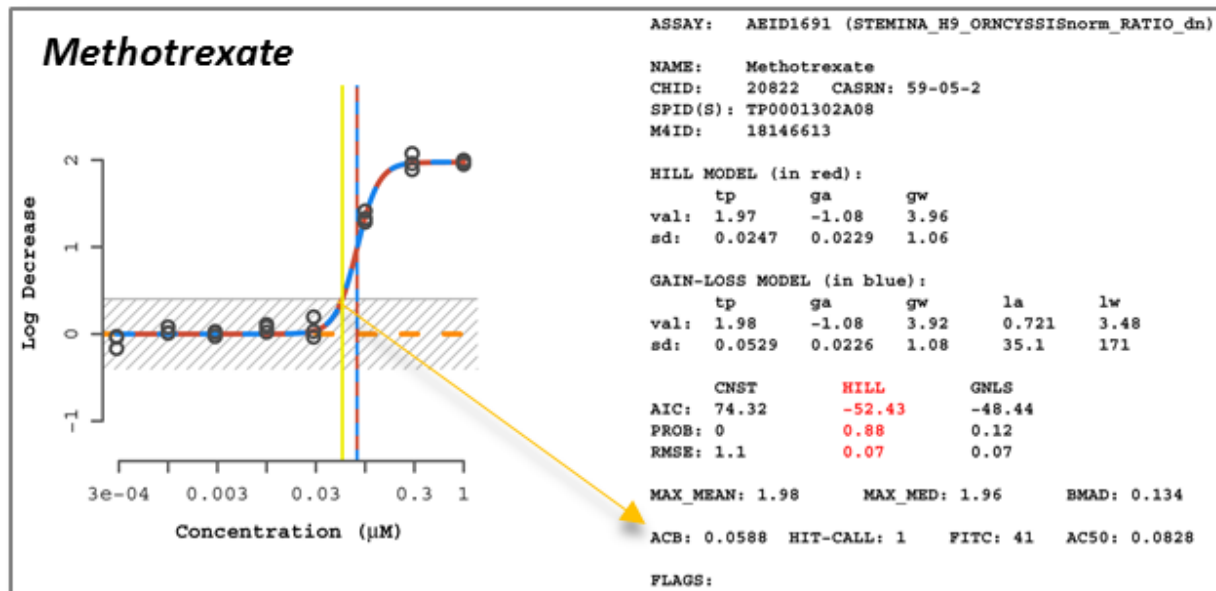 Methotrexate
Log Decrease
2
1
0
-1
3e-04 0.003 0.03 0.3 1
Concentration (µM)
ASSAY: AEID1691 (STEMINA_H9_ORNCYSSISnorm_RATIO_dn)
NAME: Methotrexate
CHID: 20822 CASRN: 59-05-2
SPID(S): TP0001302A08
M4ID: 18146613
HILL MODEL (in red):
tp ga gw
val: 1.97 -1.08 3.96
sd: 0.0247 0.0229 1.06
GAIN-LOSS MODEL (in blue):
tp ga gw la lw
val: 1.98 -1.08 3.92 0.721 3.48
sd: 0.0529 0.0226 1.08 35.1 171
CNST HILL GNLS
AIC: 74.32 -52.43 -48.44
PROB: 0 0.88 0.12
RMSE: 1.1 0.07 0.07
MAX_MEAN: 1.98 MAX_MED: 1.96 BMAD: 0.134
ACB: 0.0588 HIT-CALL: 1 FITC: 41 AC50: 0.0828
FLAGS: